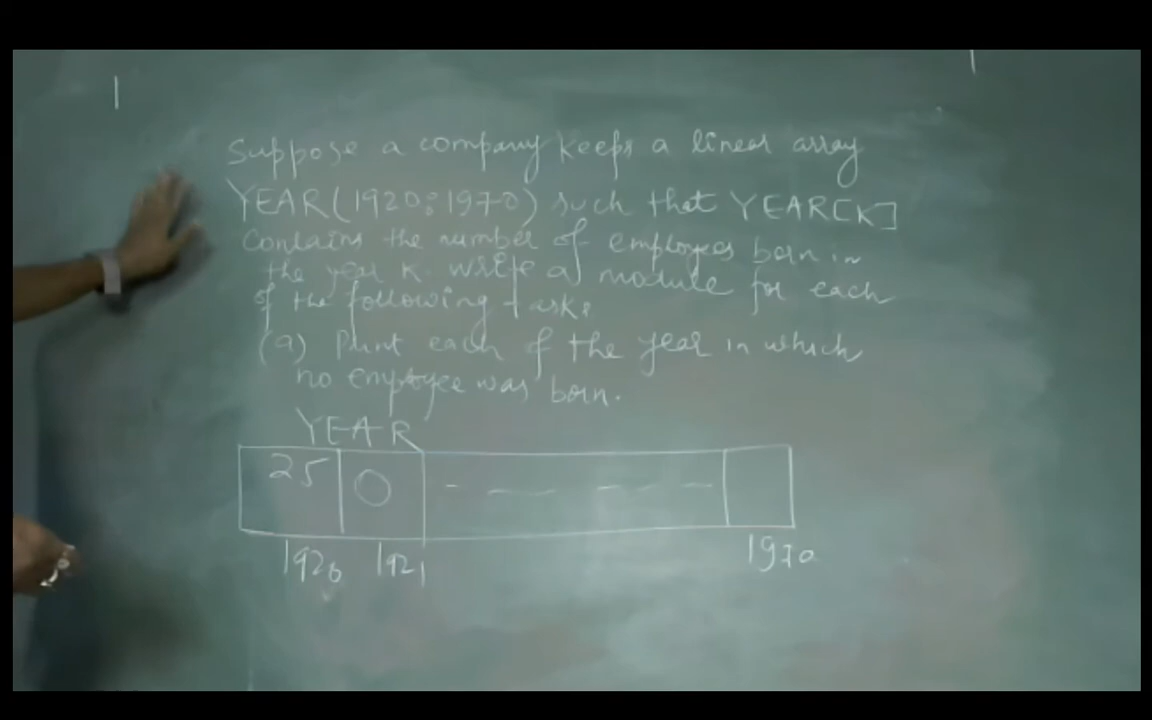 Suppose a company keeps a linear array
YEAR(1920:1970) such that YEAR[K]
Contains the number of employees born in
the year K. write a module for each
of the following task:
(a) Print each of the year in which
no employee was born.
YEAR
25 0 - - - - -
1920 1921 1970